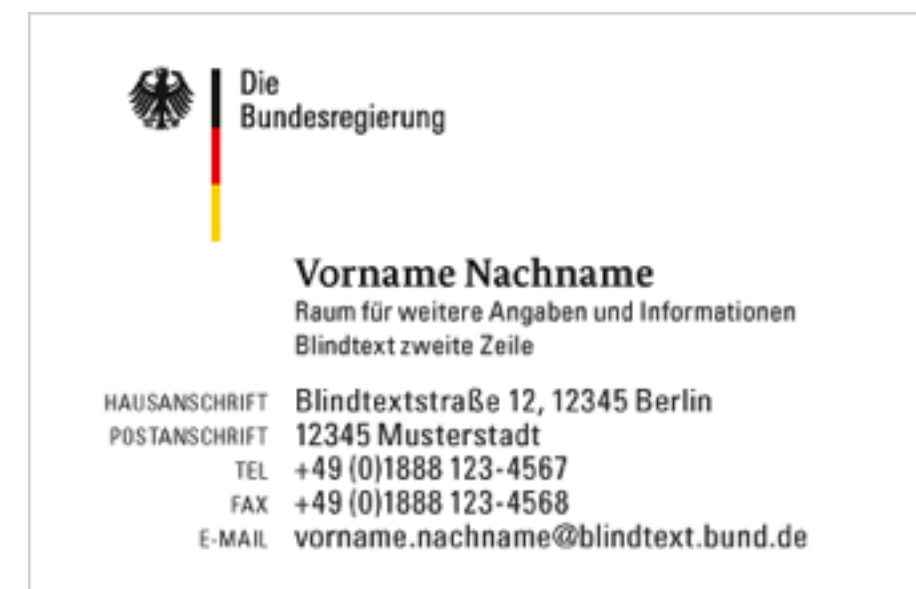 Die
Bundesregierung
Vorname Nachname
Raum für weitere Angaben und Informationen
Blindtext zweite Zeile
HAUSANSCHRIFT Blindtextstraße 12, 12345 Berlin
POSTANSCHRIFT 12345 Musterstadt
TEL +49 (0)1888 123-4567
FAX +49 (0)1888 123-4568
E-MAIL vorname.nachname@blindtext.bund.de